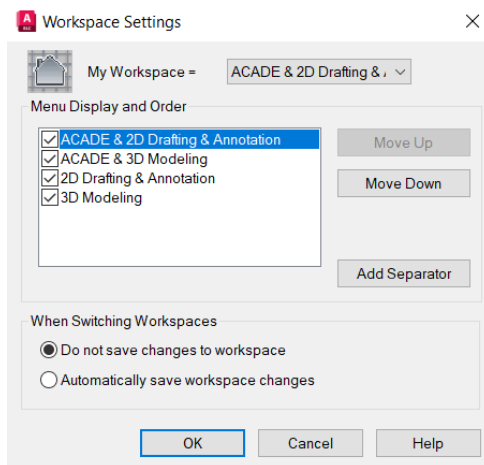 Workspace Settings
My Workspace =
ACADE & 2D Drafting &
Menu Display and Order
ACADE & 2D Drafting & Annotation
ACADE & 3D Modeling
2D Drafting & Annotation
3D Modeling
Move Up
Move Down
Add Separator
When Switching Workspaces
Do not save changes to workspace
Automatically save workspace changes
OK
Cancel
Help